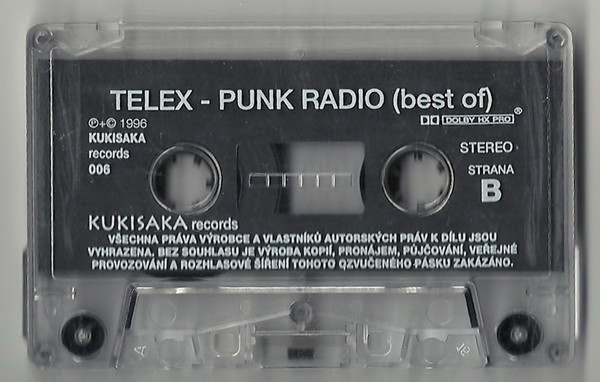 TELEX - PUNK RADIO (best of)
℗+© 1996
KUKISAKA
records
006
DOLBY HX PRO ®
STEREO
STRANA
B
KUKISAKA records
VŠECHNA PRÁVA VÝROBCE A VLASTNÍKŮ AUTORSKÝCH PRÁV K DÍLU JSOU
VYHRAZENA. BEZ SOUHLASU JE VÝROBA KOPIÍ, PRONÁJEM, PŮJČOVÁNÍ, VEŘEJNÉ
PROVOZOVÁNÍ A ROZHLASOVÉ ŠÍŘENÍ TOHOTO OZVUČENÉHO PÁSKU ZAKÁZÁNO.